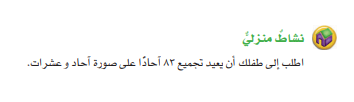 نشاطٌ منزليٌّ
اطلب إلى طفلك أن يعيد تجميع ٨٣ آحادًا على صورة آحاد و عشرات.